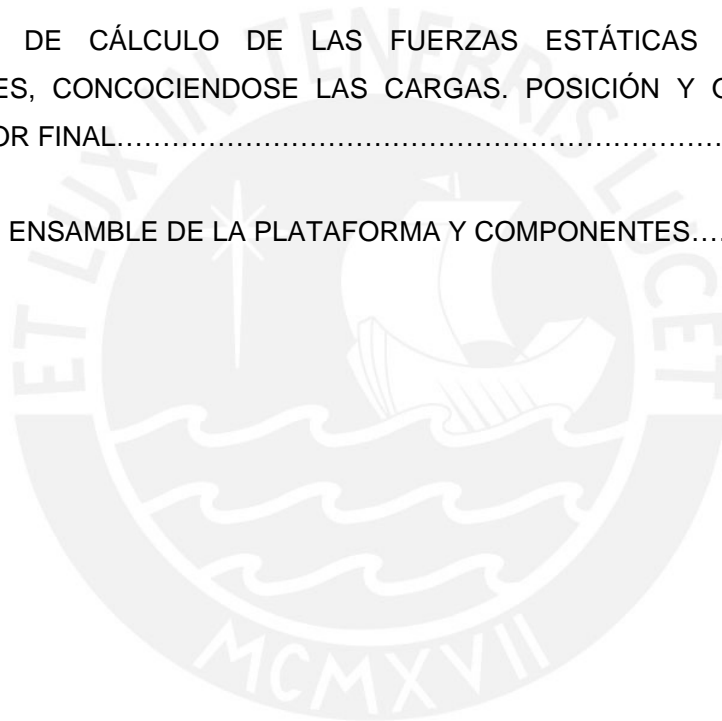 DE CÁLCULO DE LAS FUERZAS ESTÁTICAS
ES, CONCOCIENDOSE LAS CARGAS. POSICIÓN Y
OR FINAL……………………………………………………………
ENSAMBLE DE LA PLATAFORMA Y COMPONENTES……
ET LUX IN TENEBRIS LUCET
MCMXVII